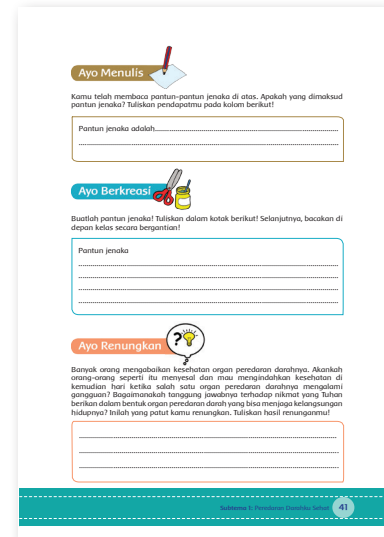 Ayo Menulis
Kamu telah membaca pantun-pantun jenaka di atas. Apakah yang dimaksud
pantun jenaka? Tuliskan pendapatmu pada kolom berikut!
Pantun jenaka adalah
Ayo Berkreasi
Buatlah pantun jenaka! Tuliskan dalam kotak berikut! Selanjutnya, bacakan di
depan kelas secara bergantian!
Pantun jenaka
Ayo Renungkan
Banyak orang mengabaikan kesehatan organ peredaran darahnya. Akankah
orang-orang seperti itu menyesal dan mau mengindahkan kesehatan di
kemudian hari ketika salah satu organ peredaran darahnya mengalami
gangguan? Bagaimanakah tanggung jawabnya terhadap nikmat yang Tuhan
berikan dalam bentuk organ peredaran darah yang bisa menjaga kelangsungan
hidupnya? Inilah yang patut kamu renungkan. Tuliskan hasil renunganmu!
Subtema 1: Peredaran Darahku Sehat 41